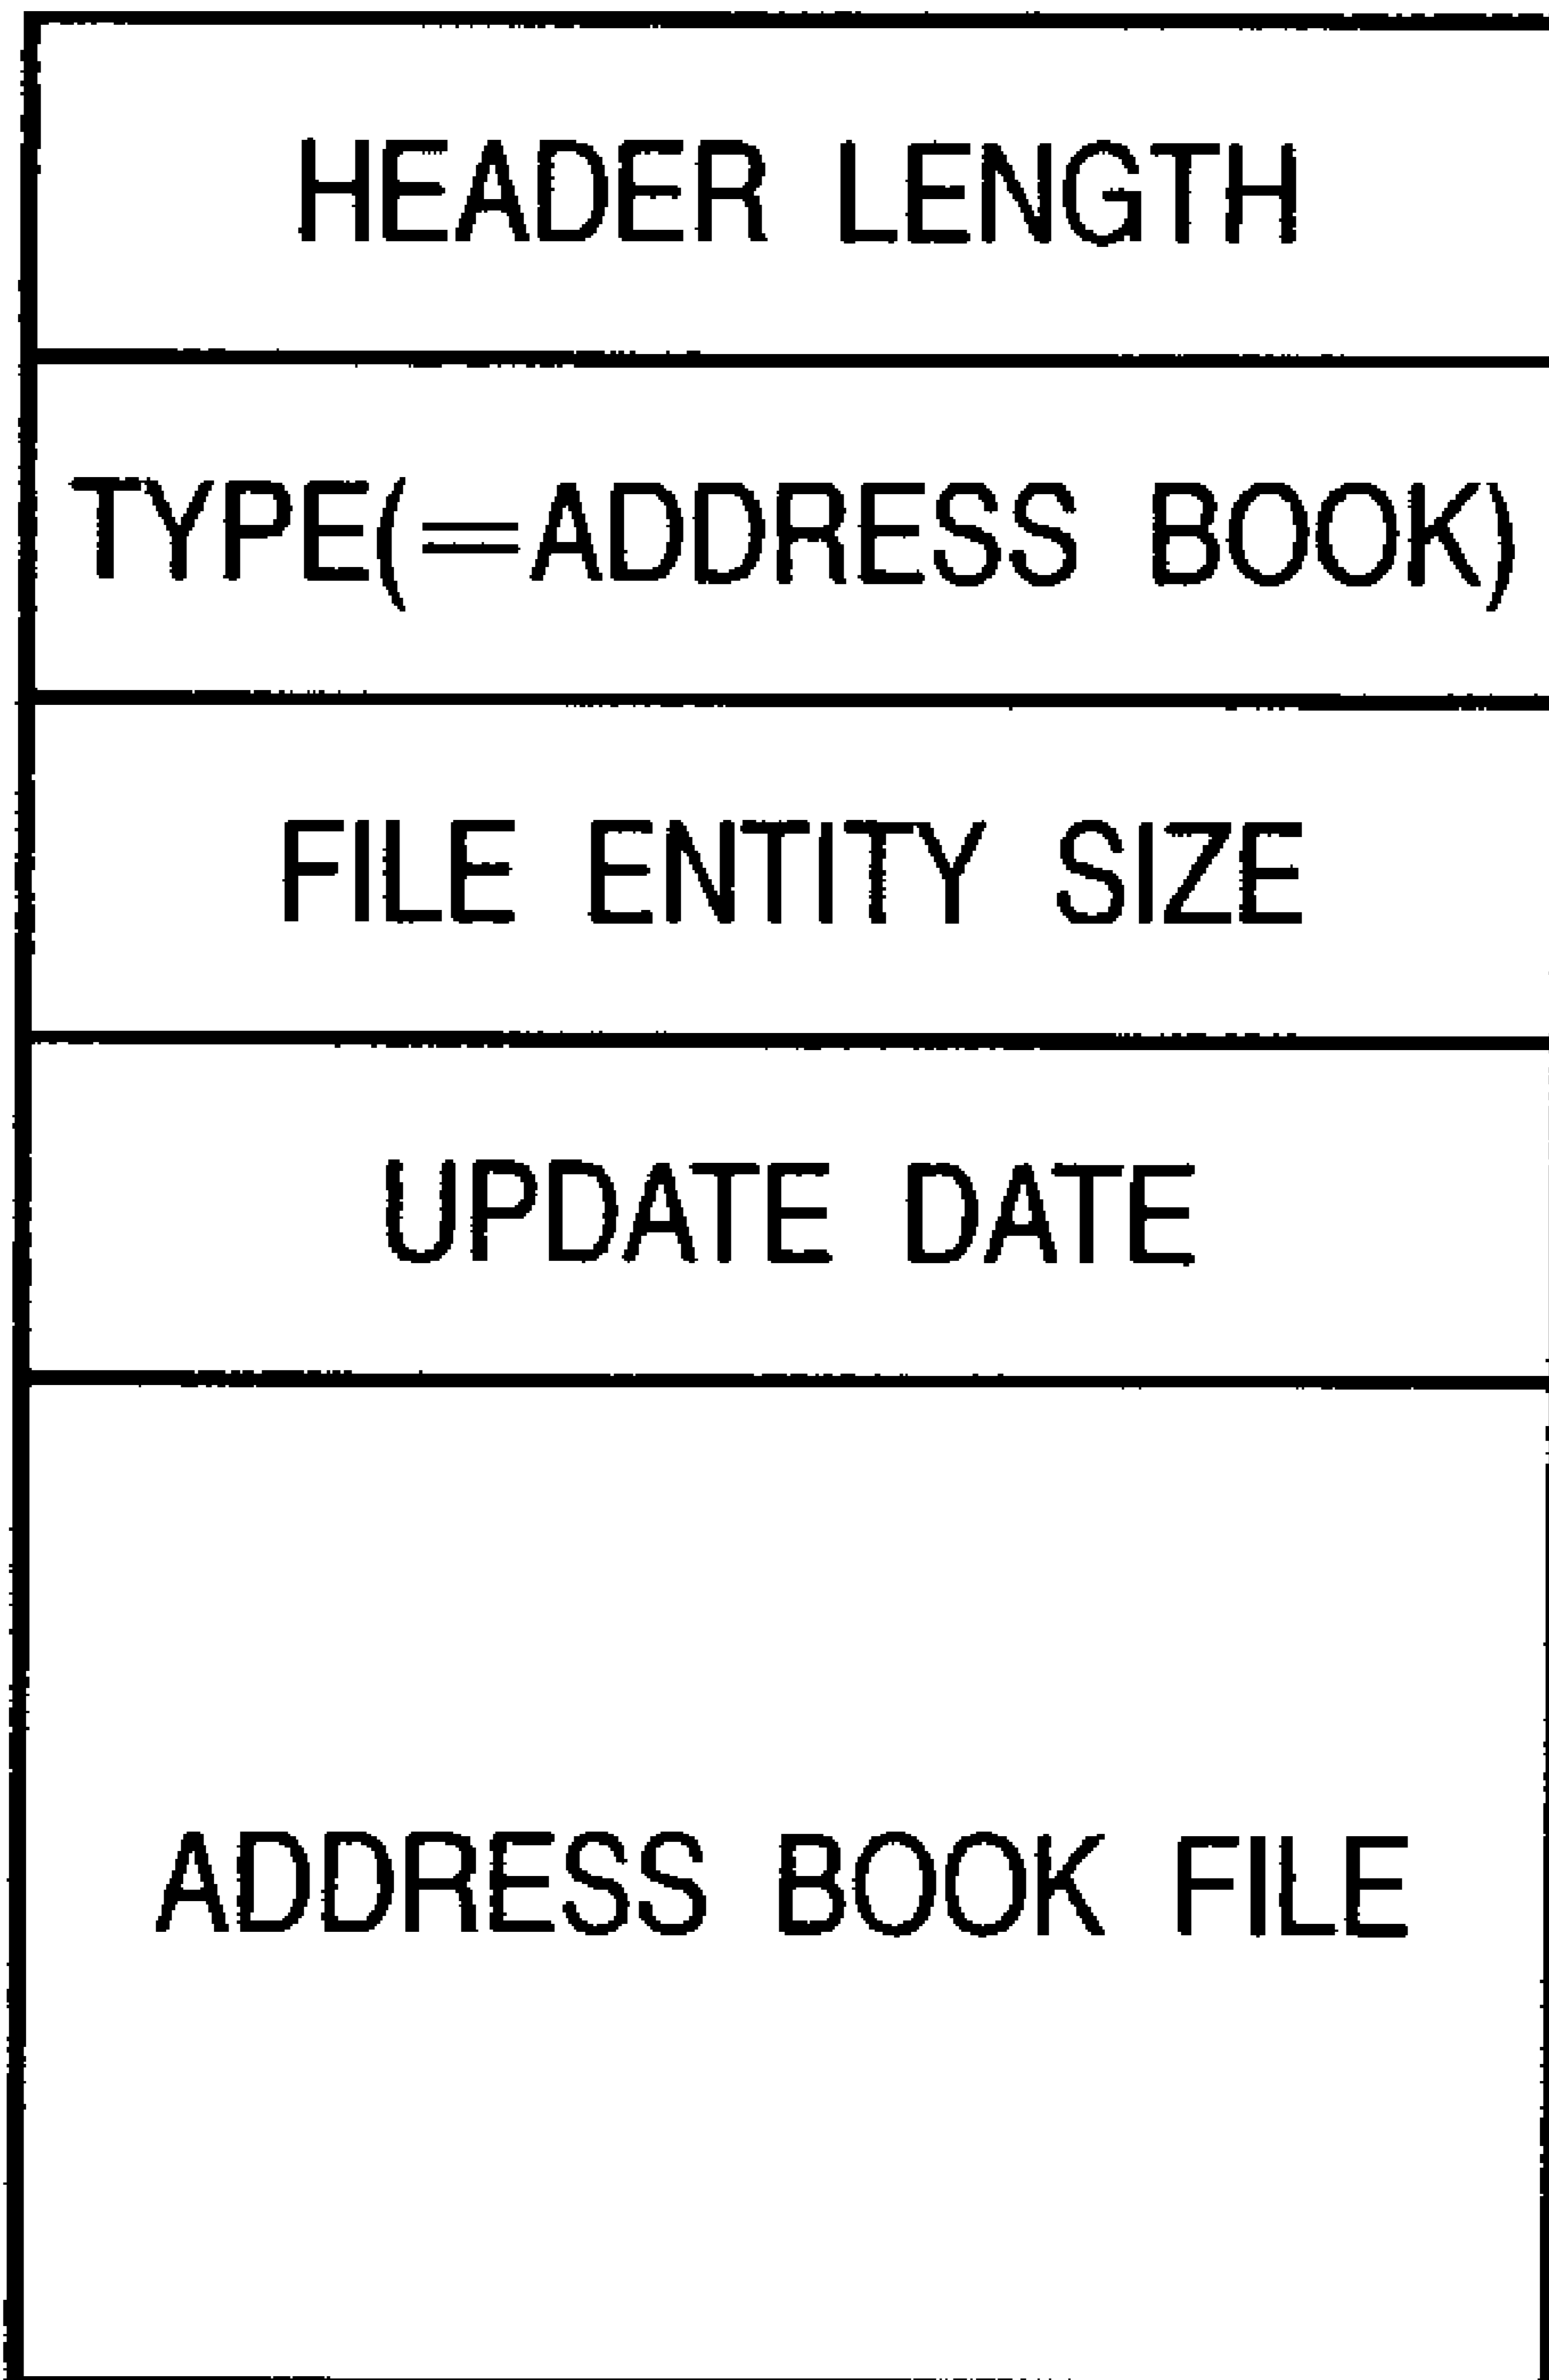 HEADER LENGTH
TYPE(=ADDRESS BOOK)
FILE ENTITY SIZE
UPDATE DATE
ADDRESS BOOK FILE